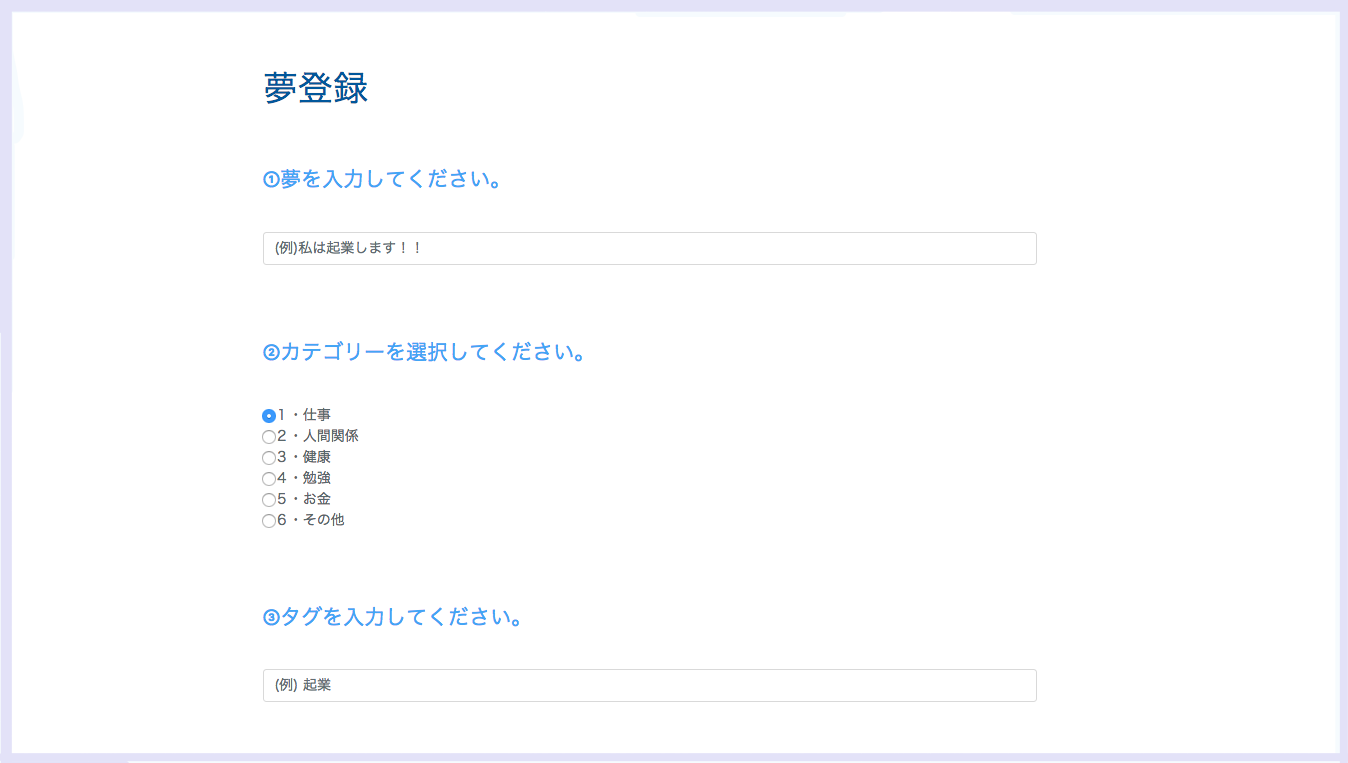 夢登録
①夢を入力してください。
(例)私は起業します！！
②カテゴリーを選択してください。
１・仕事
２・人間関係
３・健康
４・勉強
５・お金
６・その他
③タグを入力してください。
(例) 起業